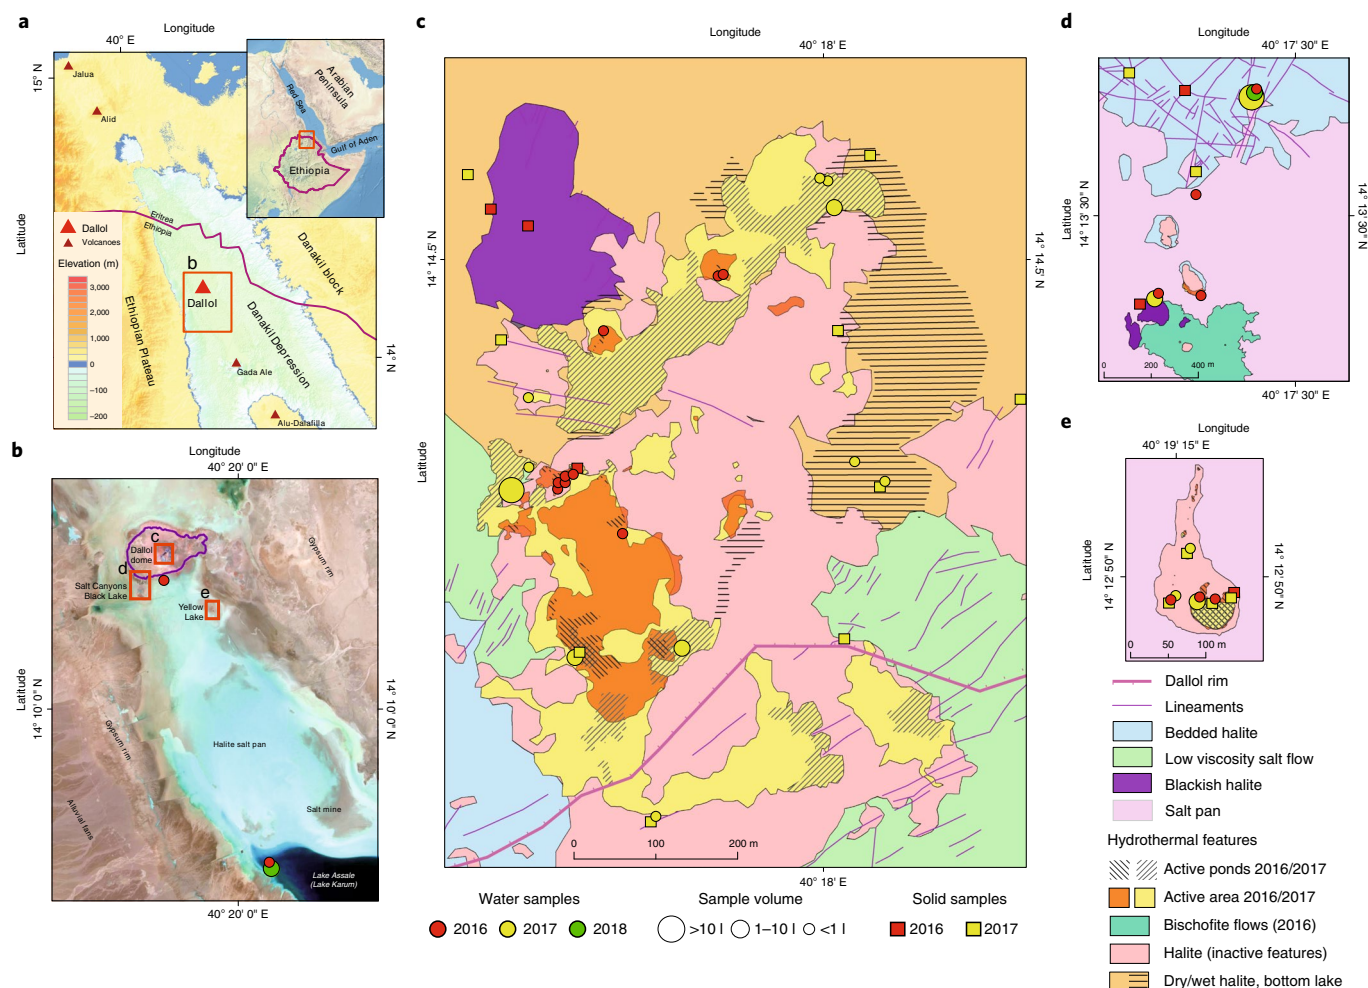 a
Longitude
40° E
15° N
Latitude
Jalua
Alid
Arabian
Peninsula
Red Sea
Gulf of Aden
Ethiopia
Eritrea
Ethiopia
Dallol
Volcanoes
Elevation (m)
3,000
2,000
1,000
0
−100
−200
b
Dallol
Danakil block
Danakil Depression
Ethiopian Plateau
Gada Ale
Alu-Dalafilla
14° N
b
Longitude
40° 20' 0" E
Latitude
14° 10' 0" N
c
Dallol
dome
d
Salt Canyons
Black Lake
e
Yellow
Lake
Gypsum rim
Gypsum rim
Halite salt pan
Salt mine
Alluvial fans
Lake Assale
(Lake Karum)
14° 10' 0" N
40° 20' 0" E
c
Longitude
40° 18' E
14° 14.5' N
14° 14.5' N
Latitude
0 100 200 m
40° 18' E
Water samples
2016 2017 2018
Sample volume
>10 l 1–10 l <1 l
Solid samples
2016 2017
d
Longitude
40° 17' 30" E
Latitude
14° 13' 30" N
14° 13' 30" N
0 200 400 m
40° 17' 30" E
e
Longitude
40° 19' 15" E
Latitude
14° 12' 50" N
14° 12' 50" N
0 50 100 m
Dallol rim
Lineaments
Bedded halite
Low viscosity salt flow
Blackish halite
Salt pan
Hydrothermal features
Active ponds 2016/2017
Active area 2016/2017
Bischofite flows (2016)
Halite (inactive features)
Dry/wet halite, bottom lake